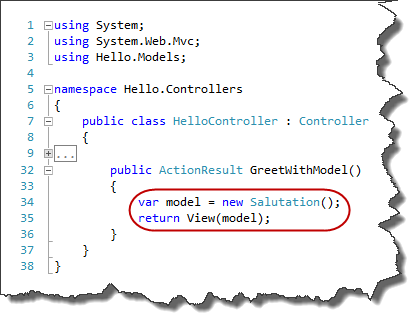 1 using System;
2 using System.Web.Mvc;
3 using Hello.Models;
4
5 namespace Hello.Controllers
6 {
7 public class HelloController : Controller
8 {
9 ...
32 public ActionResult GreetWithModel()
33 {
34 var model = new Salutation();
35 return View(model);
36 }
37 }
38 }